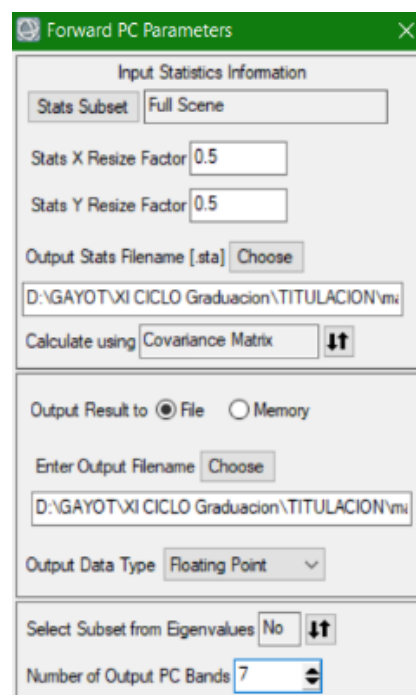 Forward PC Parameters
Input Statistics Information
Stats Subset Full Scene
Stats X Resize Factor 0.5
Stats Y Resize Factor 0.5
Output Stats Filename [.sta] Choose
D:\GAYOT\XI CICLO Graduacion\TITULACION\ma
Calculate using Covariance Matrix
Output Result to File Memory
Enter Output Filename Choose
D:\GAYOT\XI CICLO Graduacion\TITULACION\ma
Output Data Type Floating Point
Select Subset from Eigenvalues No
Number of Output PC Bands 7